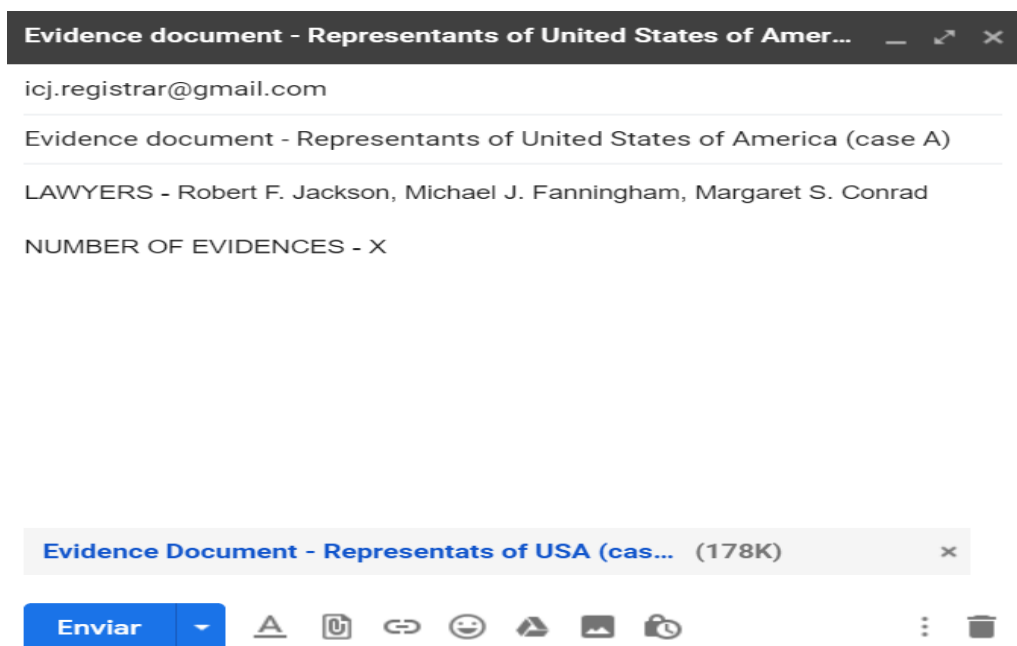 Evidence document - Representants of United States of Amer...
icj.registrar@gmail.com
Evidence document - Representants of United States of America (case A)
LAWYERS - Robert F. Jackson, Michael J. Fanningham, Margaret S. Conrad
NUMBER OF EVIDENCES - X
Evidence Document - Representats of USA (cas... (178K)
Enviar